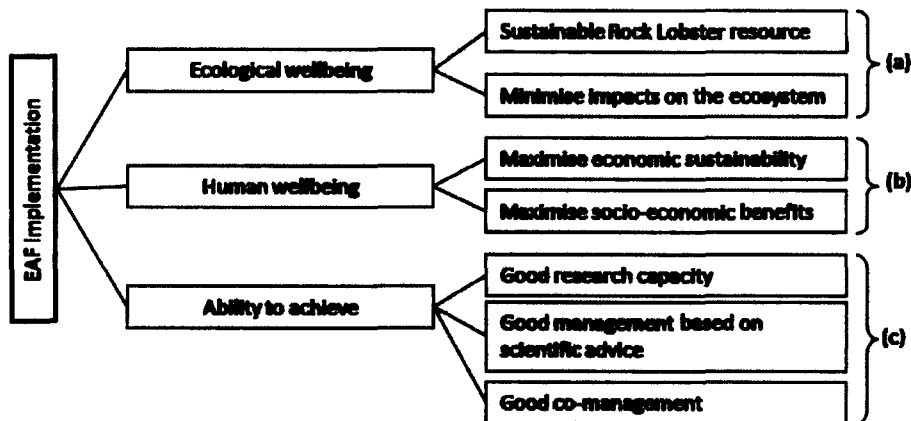 EAF Implementation
Ecological wellbeing
Sustainable Rock Lobster resource
Minimise impacts on the ecosystem
(a)
Human wellbeing
Maximise economic sustainability
Maximise socio-economic benefits
(b)
Ability to achieve
Good research capacity
Good management based on
scientific advice
Good co-management
(c)